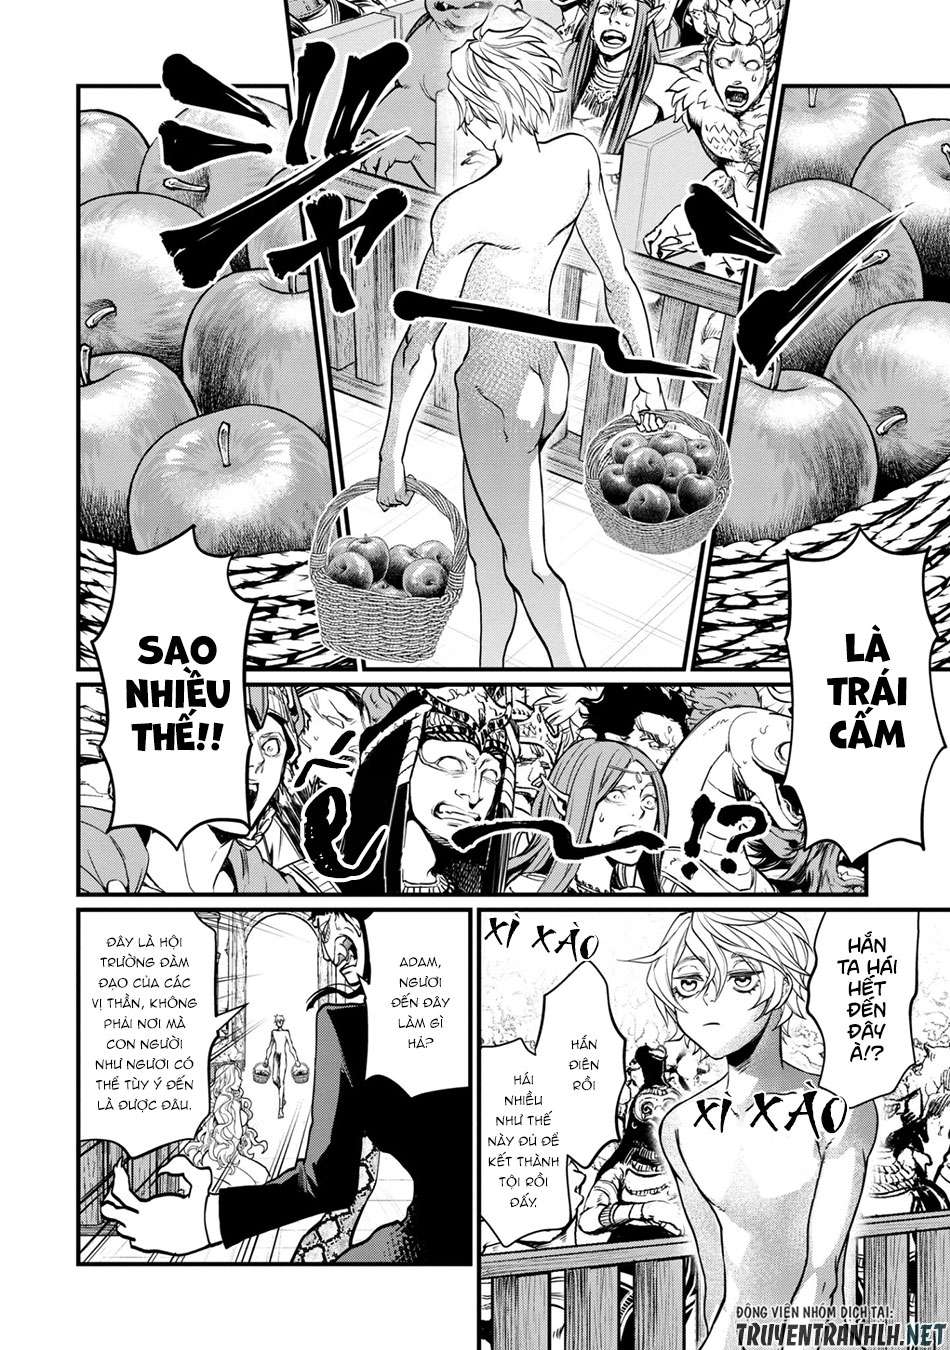 LÀ
TRÁI
CẤM
SAO
NHIỀU
THẾ!!
!?
HẮN
TA HÁI
HẾT
ĐẾN
ĐÂY
À!?
XÌ XÀO
HẮN
ĐIÊN
RỒI
HÁI
NHIỀU
NHƯ THẾ
NÀY ĐỦ ĐỂ
KẾT THÀNH
TỘI RỒI
ĐẤY.
XÌ XÀO
ADAM,
NGƯƠI
ĐẾN ĐÂY
LÀM GÌ
HẢ?
ĐÂY LÀ HỘI
TRƯỜNG ĐẦM
ĐẠO CỦA CÁC
VỊ THẦN, KHÔNG
PHẢI NƠI MÀ
CON NGƯỜI
NHƯ NGƯƠI CÓ
THỂ TÙY Ý ĐẾN
LÀ ĐƯỢC ĐÂU.
ĐỘNG VIÊN NHÓM DỊCH TẠI:
TRUYENTRANHLH.NET